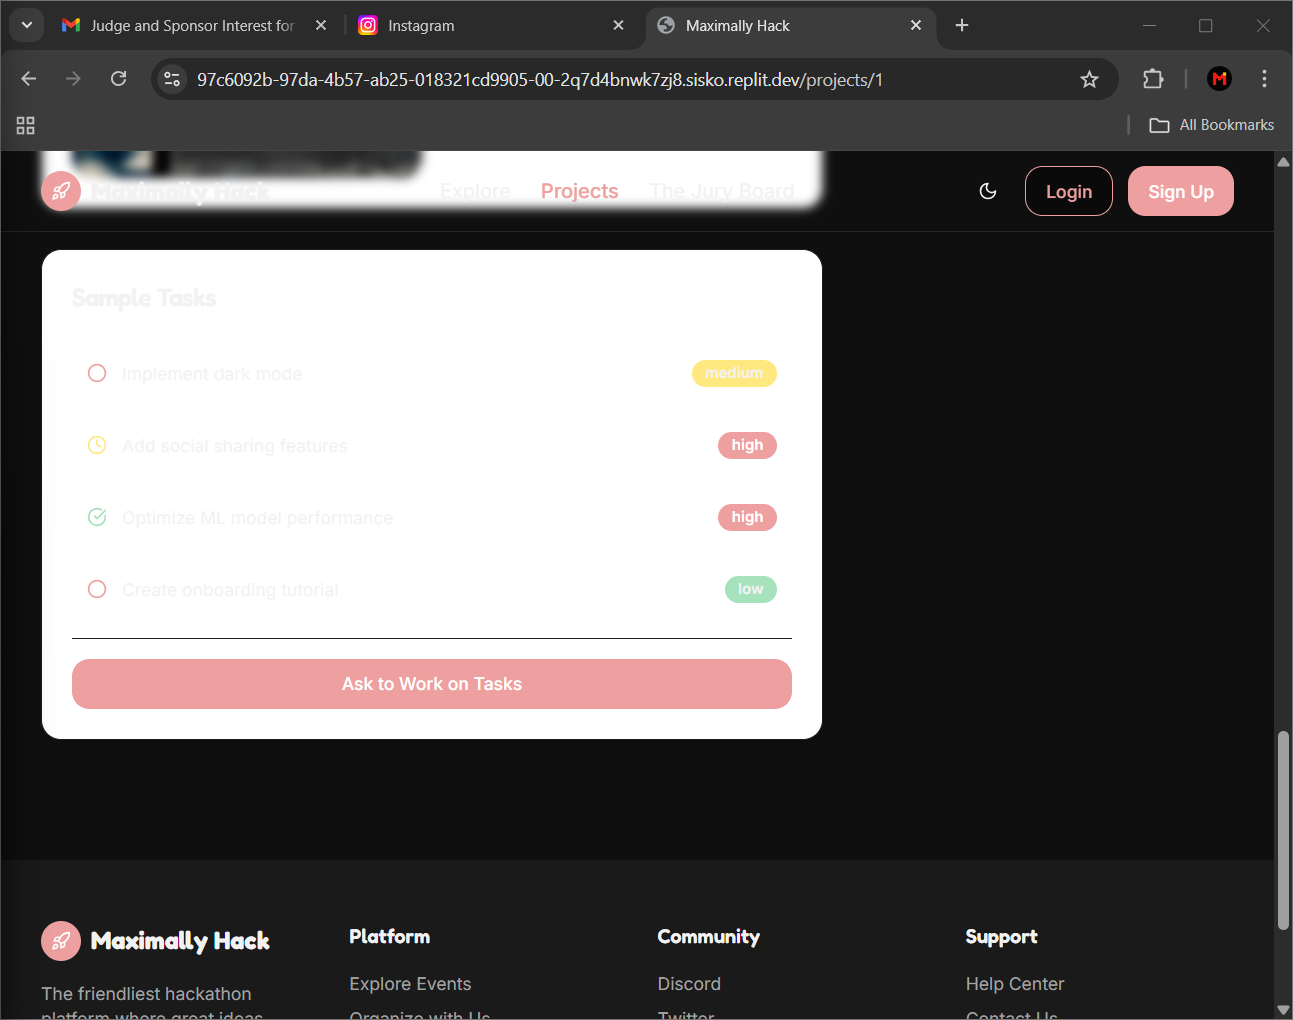 Judge and Sponsor Interest for
Instagram
Maximally Hack
97c6092b-97da-4b57-ab25-018321cd9905-00-2q7d4bnwk7zj8.sisko.replit.dev/projects/1
M
All Bookmarks
Maximally Hack
Explore
Projects
The Jury Board
Login
Sign Up
Sample Tasks
Implement dark mode
medium
Add social sharing features
high
Optimize ML model performance
high
Create onboarding tutorial
low
Ask to Work on Tasks
Maximally Hack
The friendliest hackathon
platform where great ideas
Platform
Explore Events
Organize with Us
Community
Discord
Twitter
Support
Help Center
Contact Us